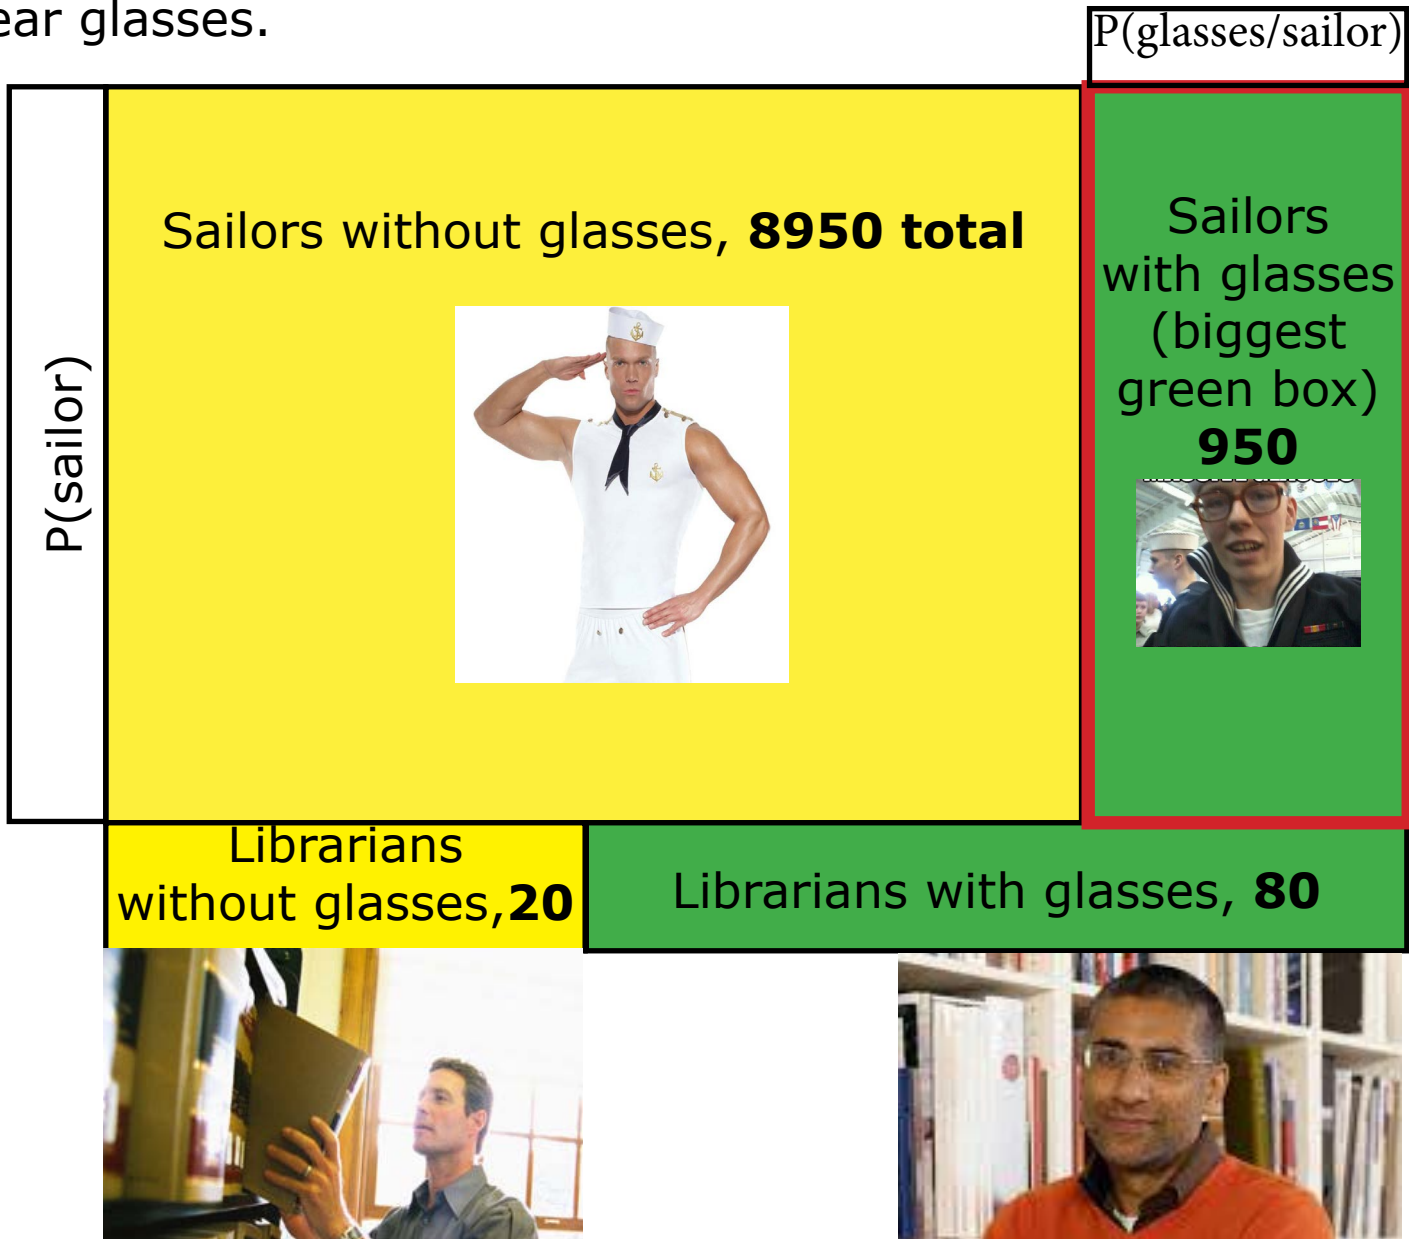 ear glasses.
P(glasses/sailor)
P(sailor)
Sailors without glasses, 8950 total
Sailors
with glasses
(biggest
green box)
950
Librarians
without glasses,20
Librarians with glasses, 80